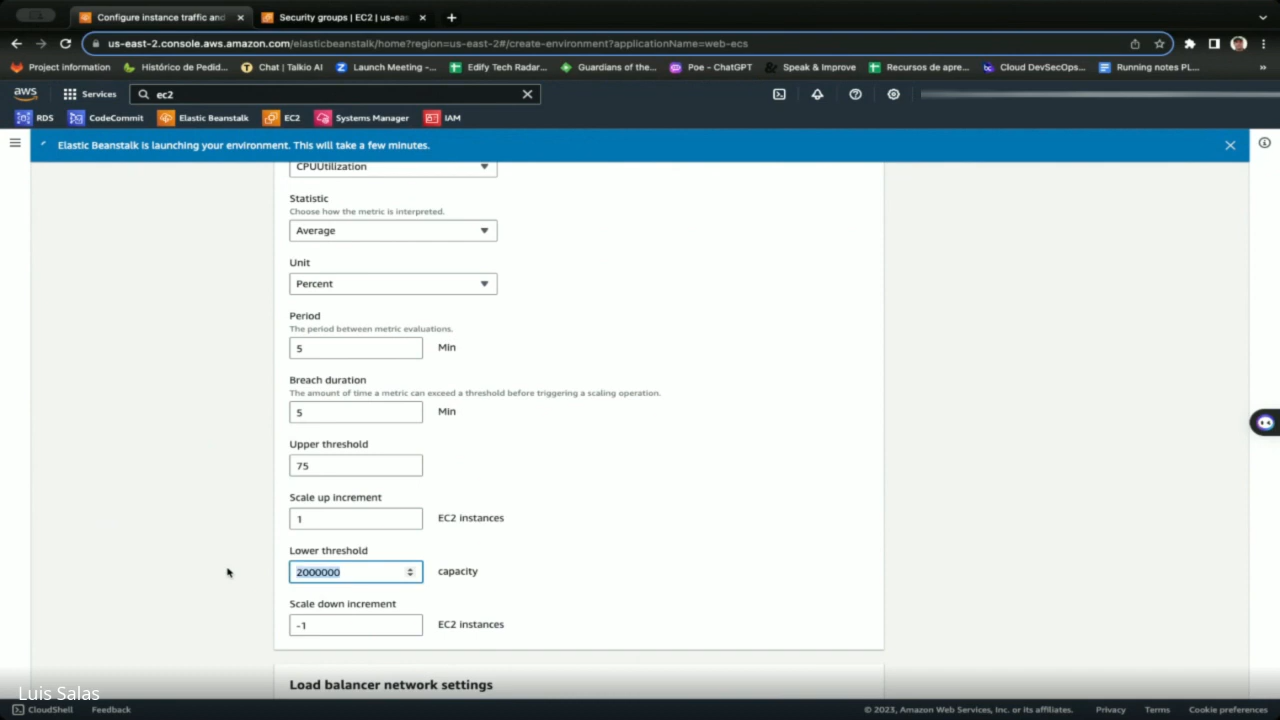 Configure instance traffic and
Security groups | EC2 | us-eas
us-east-2.console.aws.amazon.com/elasticbeanstalk/home?region=us-east-2#/create-environment?applicationName=web-ecs
Project information
Histórico de Pedid...
Chat | Talkio AI
Launch Meeting -...
Edify Tech Radar...
Guardians of the...
Poe - ChatGPT
Speak & Improve
Recursos de apre...
Cloud DevSecOps...
Running notes PL...
aws
Services
ec2
RDS
CodeCommit
Elastic Beanstalk
EC2
Systems Manager
IAM
Elastic Beanstalk is launching your environment. This will take a few minutes.
CPUUtilization
Statistic
Choose how the metric is interpreted.
Average
Unit
Percent
Period
The period between metric evaluations.
5 Min
Breach duration
The amount of time a metric can exceed a threshold before triggering a scaling operation.
5 Min
Upper threshold
75
Scale up increment
1 EC2 instances
Lower threshold
2000000 capacity
Scale down increment
-1 EC2 instances
Load balancer network settings
Luis Salas
CloudShell
Feedback
© 2023, Amazon Web Services, Inc. or its affiliates.
Privacy
Terms
Cookie preferences